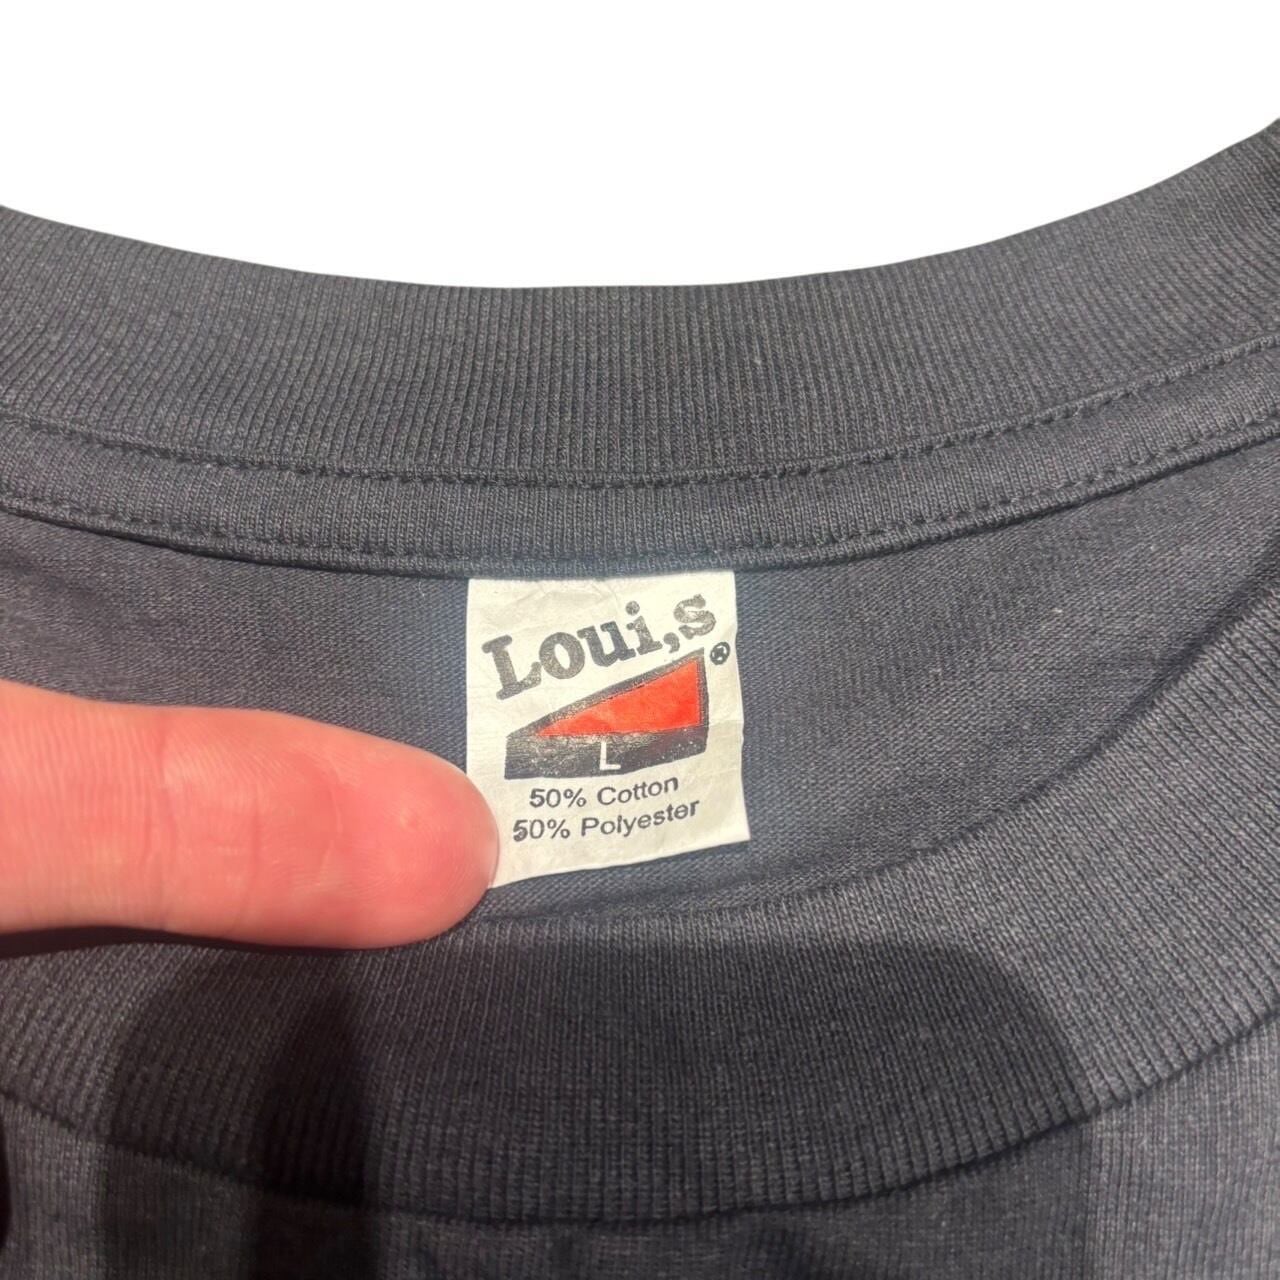 Loui,s
®
L
50% Cotton
50% Polyester